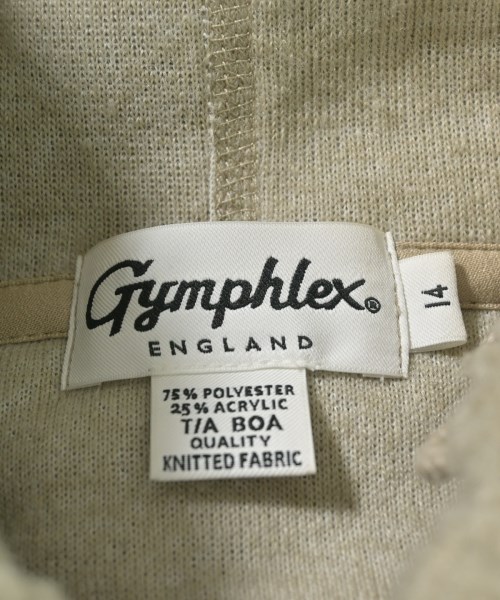 Gymphlex®
ENGLAND
14
75% POLYESTER
25% ACRYLIC
T/A BOA
QUALITY
KNITTED FABRIC